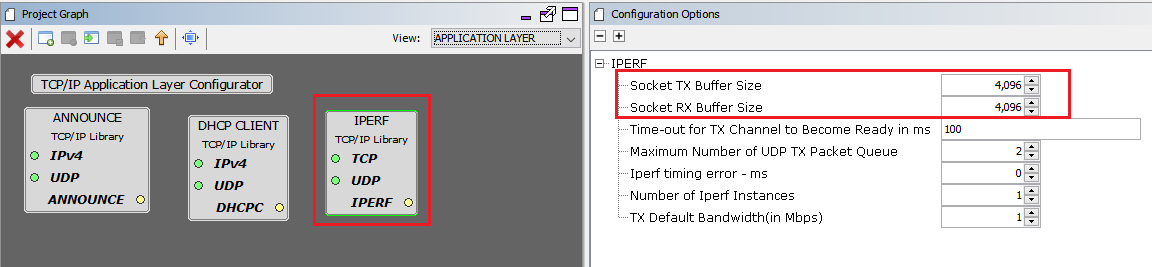 Project Graph
View: APPLICATION LAYER
TCP/IP Application Layer Configurator
ANNOUNCE
TCP/IP Library
IPv4
UDP
ANNOUNCE
DHCP CLIENT
TCP/IP Library
IPv4
UDP
DHCPC
IPERF
TCP/IP Library
TCP
UDP
IPERF
Configuration Options
IPERF
Socket TX Buffer Size 4,096
Socket RX Buffer Size 4,096
Time-out for TX Channel to Become Ready in ms 100
Maximum Number of UDP TX Packet Queue 2
Iperf timing error - ms 0
Number of Iperf Instances 1
TX Default Bandwidth(in Mbps) 1